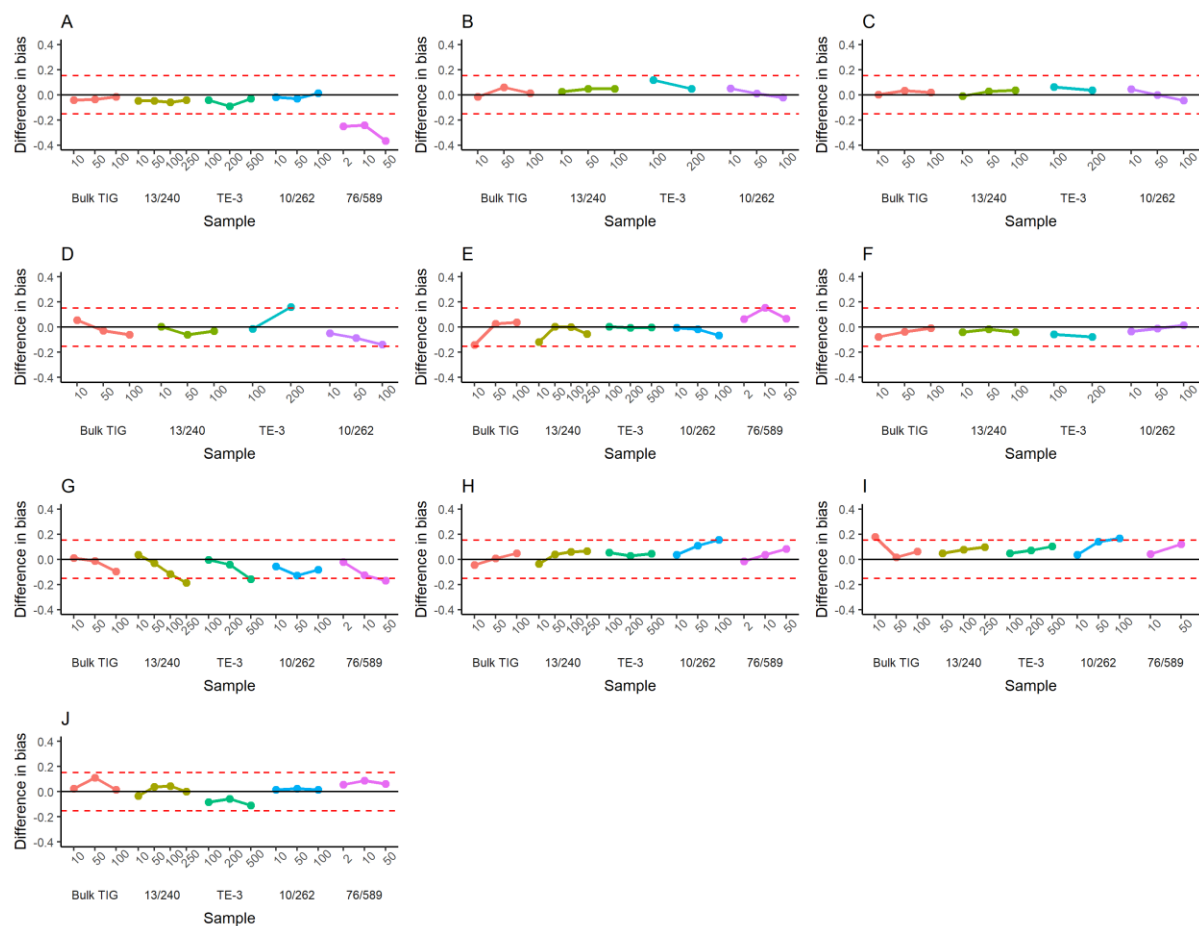 A
Difference in bias
0.4
0.2
0.0
-0.2
-0.4
10 50 100 10 50 100 250 100 200 500 10 50 100 2 10 50
Bulk TIG 13/240 TE-3 10/262 76/589
Sample
B
Difference in bias
0.4
0.2
0.0
-0.2
-0.4
10 50 100 10 50 100 100 200 10 50 100
Bulk TIG 13/240 TE-3 10/262
Sample
C
Difference in bias
0.4
0.2
0.0
-0.2
-0.4
10 50 100 10 50 100 100 200 10 50 100
Bulk TIG 13/240 TE-3 10/262
Sample
D
Difference in bias
0.4
0.2
0.0
-0.2
-0.4
10 50 100 10 50 100 100 200 10 50 100
Bulk TIG 13/240 TE-3 10/262
Sample
E
Difference in bias
0.4
0.2
0.0
-0.2
-0.4
10 50 100 10 50 100 250 100 200 500 10 50 100 2 10 50
Bulk TIG 13/240 TE-3 10/262 76/589
Sample
F
Difference in bias
0.4
0.2
0.0
-0.2
-0.4
10 50 100 10 50 100 100 200 10 50 100
Bulk TIG 13/240 TE-3 10/262
Sample
G
Difference in bias
0.4
0.2
0.0
-0.2
-0.4
10 50 100 10 50 100 250 100 200 500 10 50 100 2 10 50
Bulk TIG 13/240 TE-3 10/262 76/589
Sample
H
Difference in bias
0.4
0.2
0.0
-0.2
-0.4
10 50 100 10 50 100 250 100 200 500 10 50 100 2 10 50
Bulk TIG 13/240 TE-3 10/262 76/589
Sample
I
Difference in bias
0.4
0.2
0.0
-0.2
-0.4
10 50 100 50 100 250 100 200 500 10 50 100 10 50
Bulk TIG 13/240 TE-3 10/262 76/589
Sample
J
Difference in bias
0.4
0.2
0.0
-0.2
-0.4
10 50 100 10 50 100 250 100 200 500 10 50 100 2 10 50
Bulk TIG 13/240 TE-3 10/262 76/589
Sample